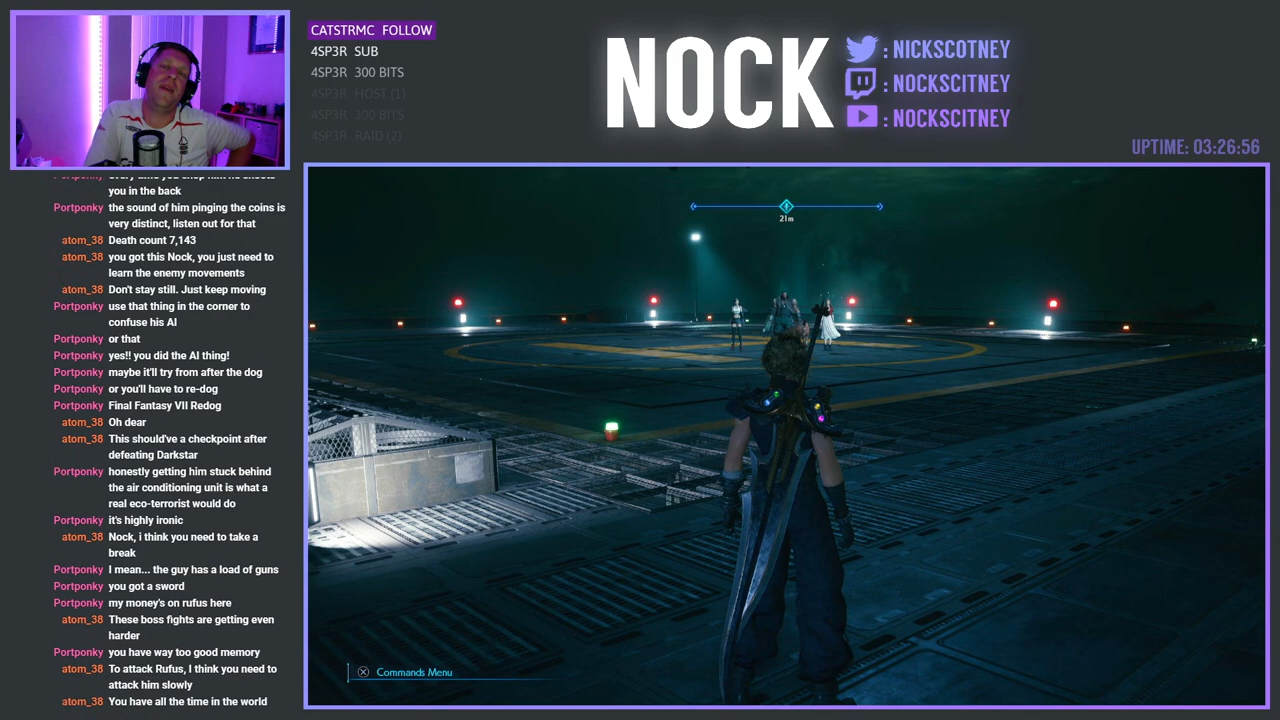 CATSTRMC FOLLOW
4SP3R SUB
4SP3R 300 BITS
4SP3R HOST (1)
4SP3R 300 BITS
4SP3R RAID (2)
NOCK
: NICKSCOTNEY
: NOCKSCITNEY
: NOCKSCITNEY
UPTIME: 03:26:56
you in the back
Portponky the sound of him pinging the coins is
very distinct, listen out for that
atom_38 Death count 7,143
atom_38 you got this Nock, you just need to
learn the enemy movements
atom_38 Don't stay still. Just keep moving
Portponky use that thing in the corner to
confuse his AI
Portponky or that
Portponky yes!! you did the AI thing!
Portponky maybe it'll try from after the dog
Portponky or you'll have to re-dog
Portponky Final Fantasy VII Redog
atom_38 Oh dear
atom_38 This should've a checkpoint after
defeating Darkstar
Portponky honestly getting him stuck behind
the air conditioning unit is what a
real eco-terrorist would do
Portponky it's highly ironic
atom_38 Nock, i think you need to take a
break
Portponky I mean... the guy has a load of guns
Portponky you got a sword
Portponky my money's on rufus here
atom_38 These boss fights are getting even
harder
Portponky you have way too good memory
atom_38 To attack Rufus, I think you need to
attack him slowly
atom_38 You have all the time in the world
21m
Commands Menu